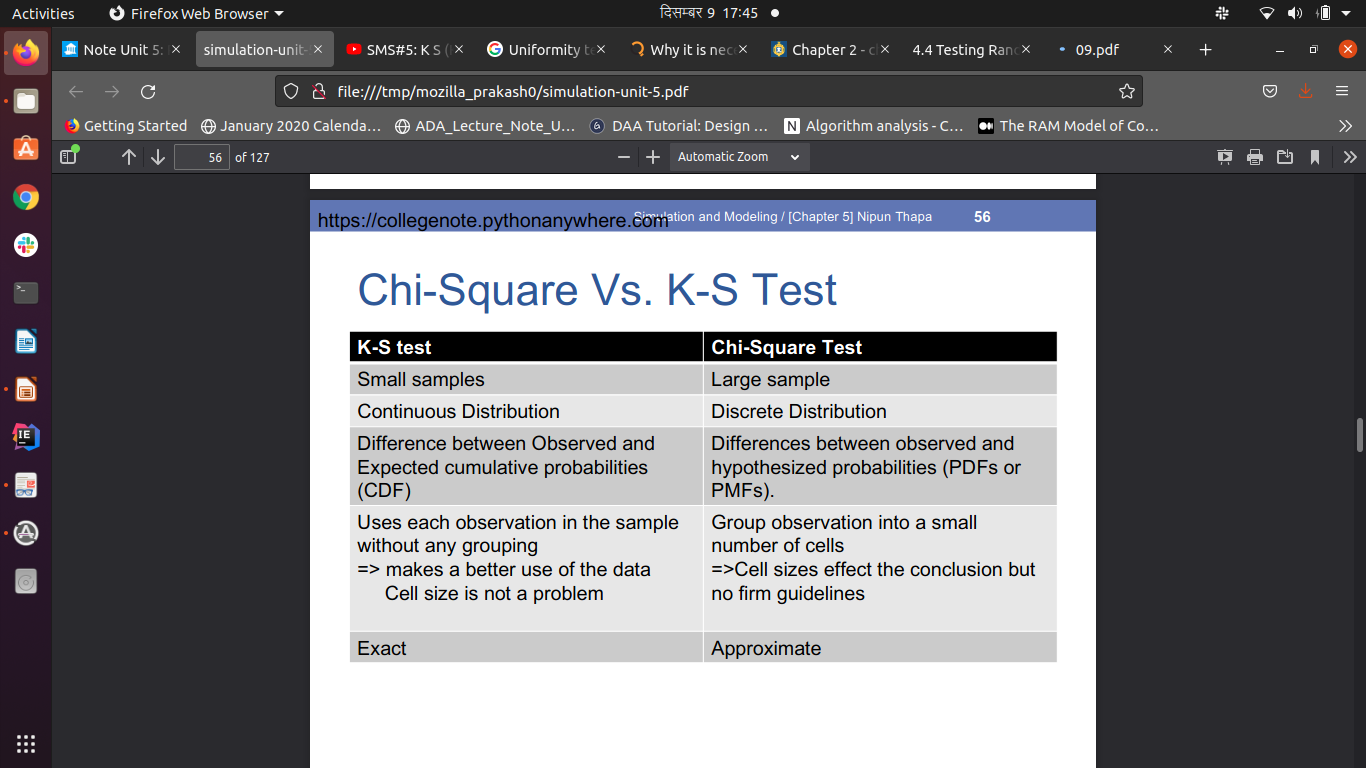 Activities
Firefox Web Browser
दिसम्बर 9 17:45
Note Unit 5:
simulation-unit-
SMS#5: K S (
Uniformity te
Why it is nec
Chapter 2 - c
4.4 Testing Ran
09.pdf
file:///tmp/mozilla_prakash0/simulation-unit-5.pdf
Getting Started
January 2020 Calenda...
ADA_Lecture_Note_U...
DAA Tutorial: Design ...
Algorithm analysis - C...
The RAM Model of Co...
56 of 127
Automatic Zoom
https://collegenote.pythonanywhere.com
Simulation and Modeling / [Chapter 5] Nipun Thapa 56
Chi-Square Vs. K-S Test
K-S test
Chi-Square Test
Small samples
Large sample
Continuous Distribution
Discrete Distribution
Difference between Observed and
Expected cumulative probabilities
(CDF)
Differences between observed and
hypothesized probabilities (PDFs or
PMFs).
Uses each observation in the sample
without any grouping
=> makes a better use of the data
Cell size is not a problem
Group observation into a small
number of cells
=>Cell sizes effect the conclusion but
no firm guidelines
Exact
Approximate